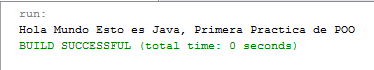 run:
Hola Mundo Esto es Java, Primera Practica de POO
BUILD SUCCESSFUL (total time: 0 seconds)